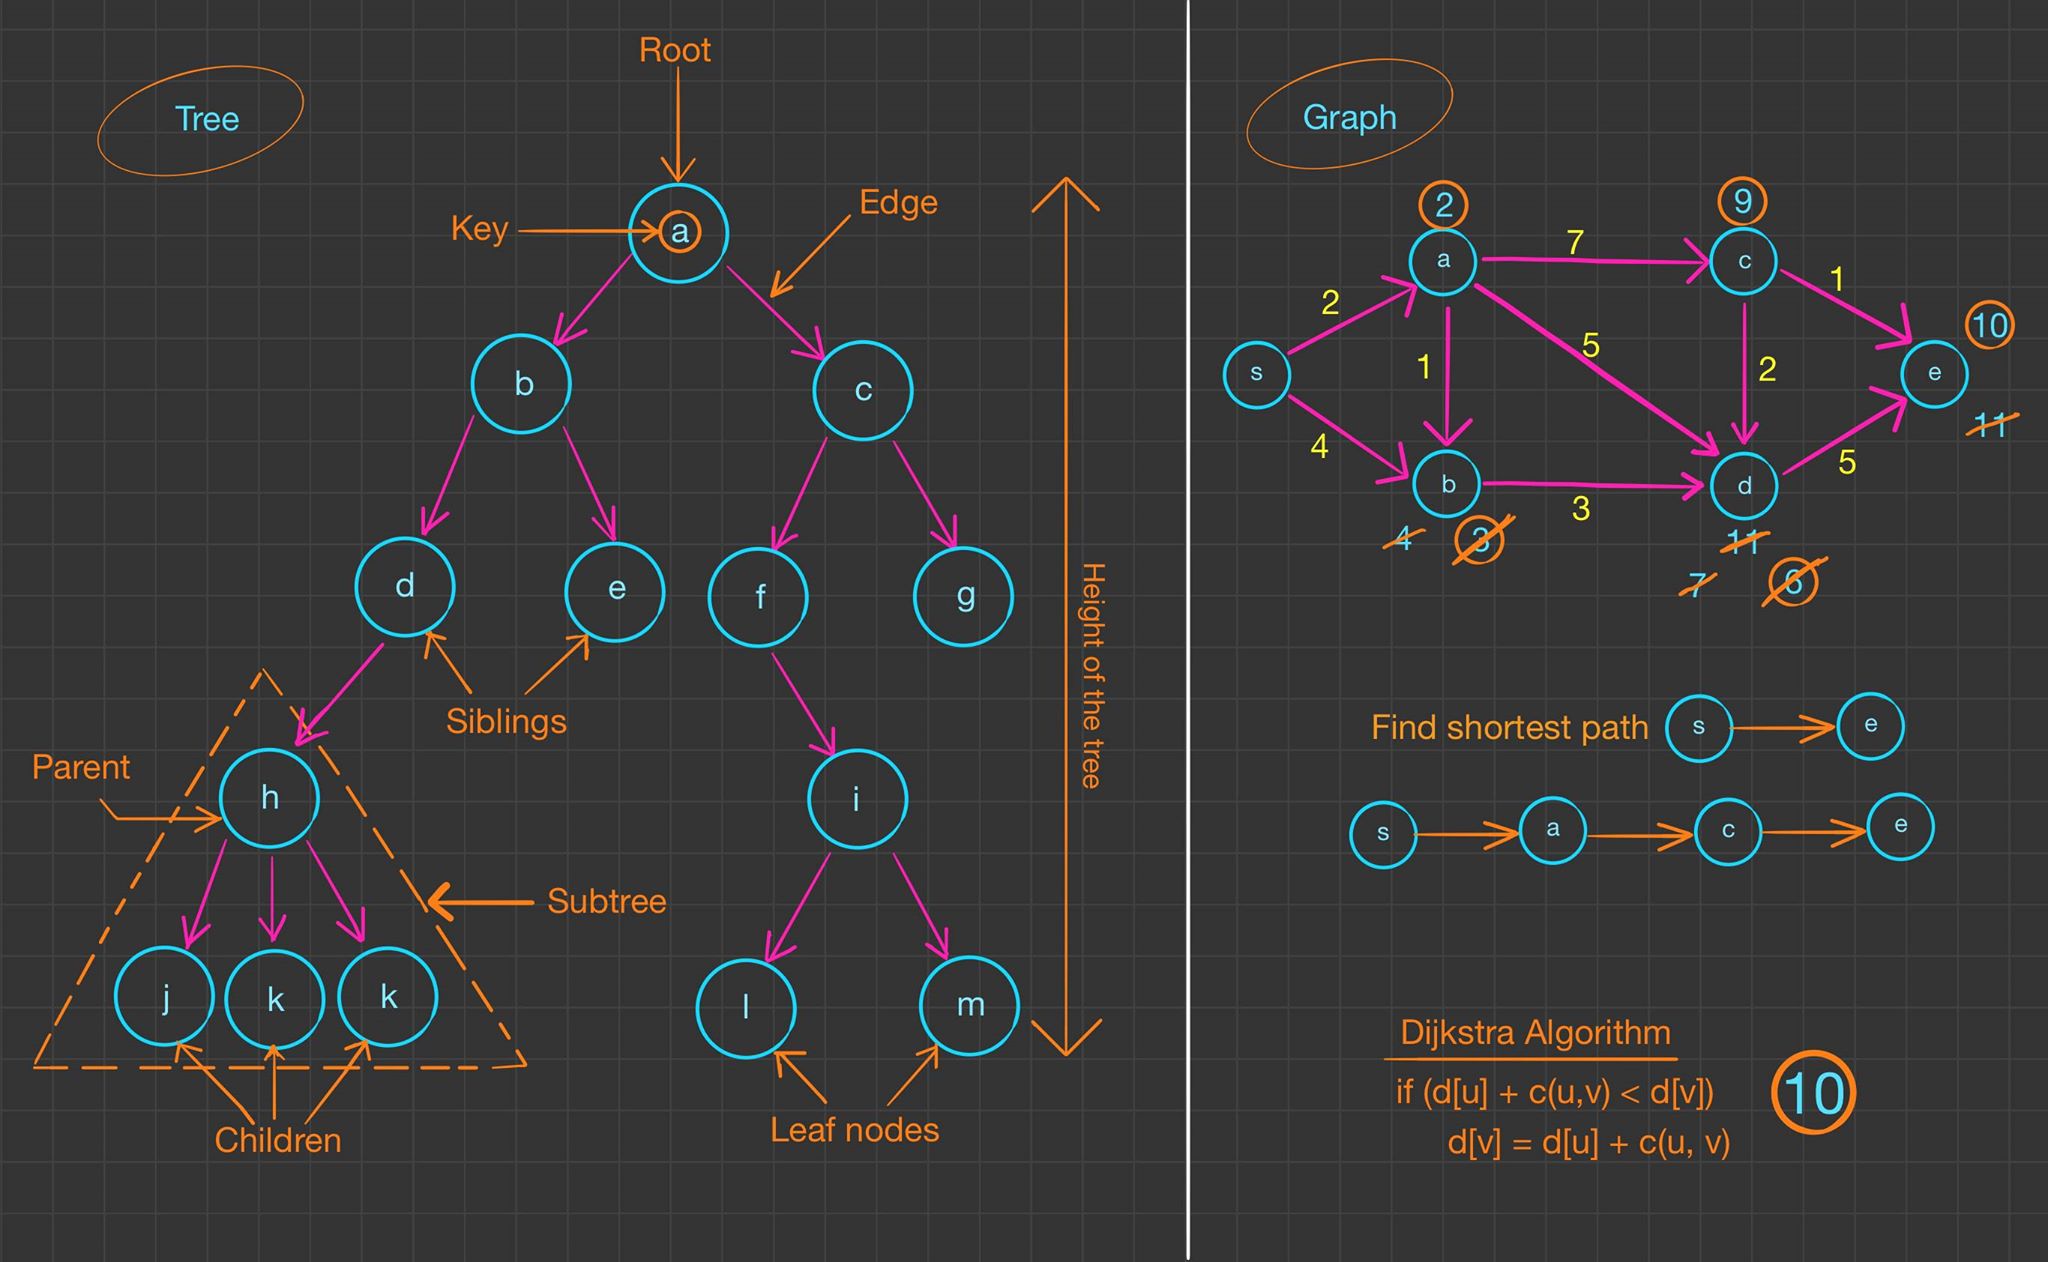 Tree
Root
Key
a
Edge
b
c
d
e
f
g
Siblings
Height of the tree
Parent
h
i
Subtree
j
k
k
l
m
Children
Leaf nodes
Graph
2
9
a
7
c
2
1
10
s
1
5
2
e
4
11
b
3
d
5
4
3
11
7
6
Find shortest path s e
s a c e
Dijkstra Algorithm
if (d[u] + c(u,v) < d[v])
d[v] = d[u] + c(u, v)
10